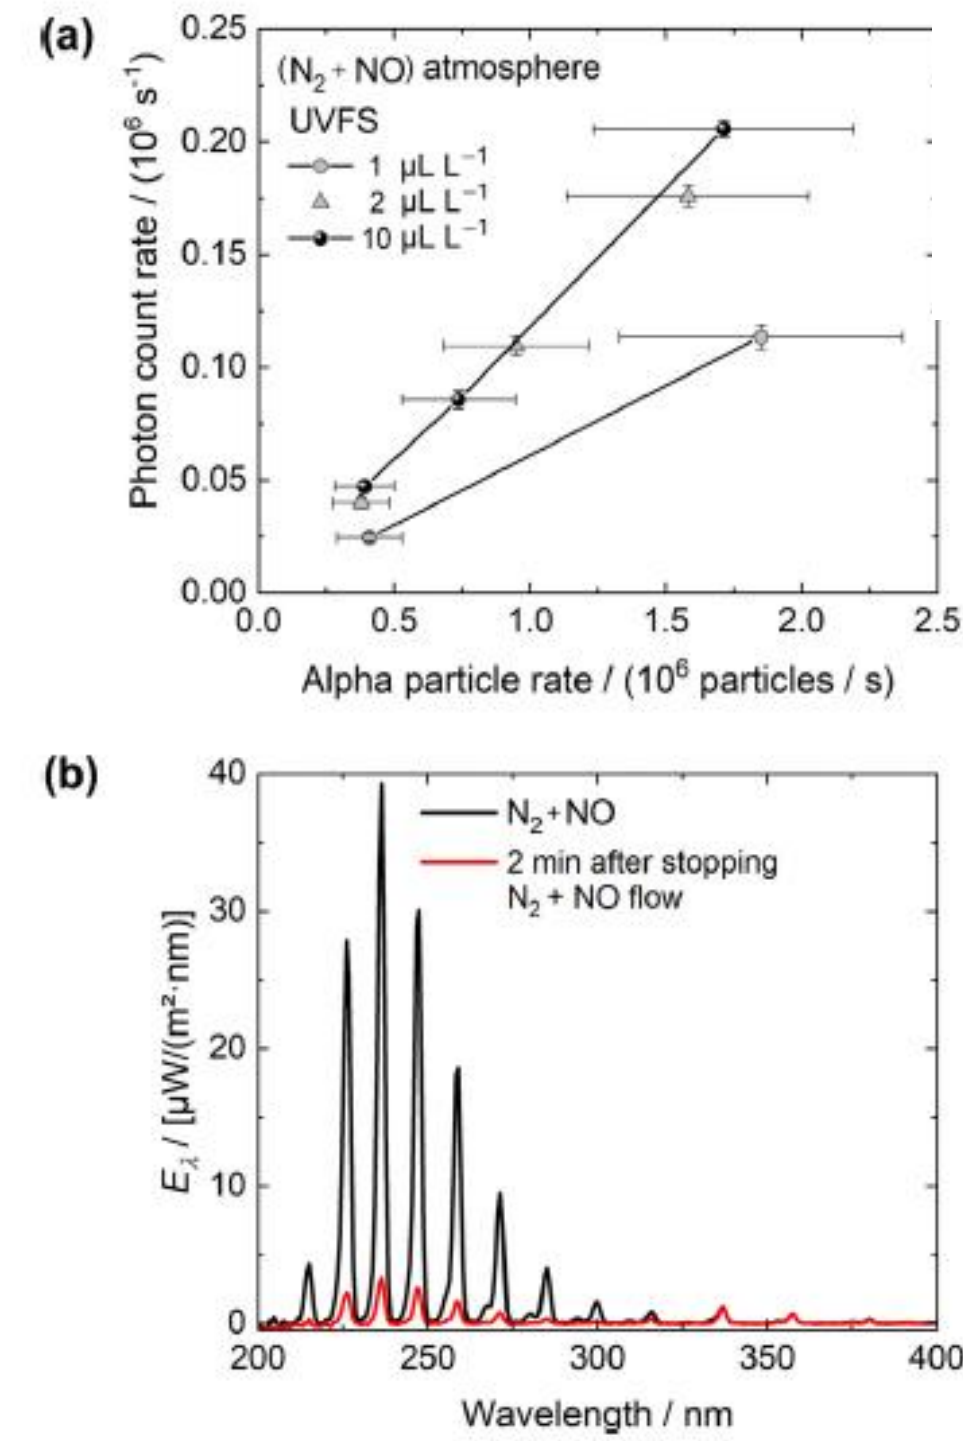 (a)
0.25
0.20
0.15
0.10
0.05
0.00
Photon count rate / (10⁶ s⁻¹)
(N₂ + NO) atmosphere
UVFS
1 µL L⁻¹
2 µL L⁻¹
10 µL L⁻¹
0.0 0.5 1.0 1.5 2.0 2.5
Alpha particle rate / (10⁶ particles / s)
(b)
40
30
20
10
0
E_λ / [µW/(m²·nm)]
N₂+NO
2 min after stopping
N₂ + NO flow
200 250 300 350 400
Wavelength / nm